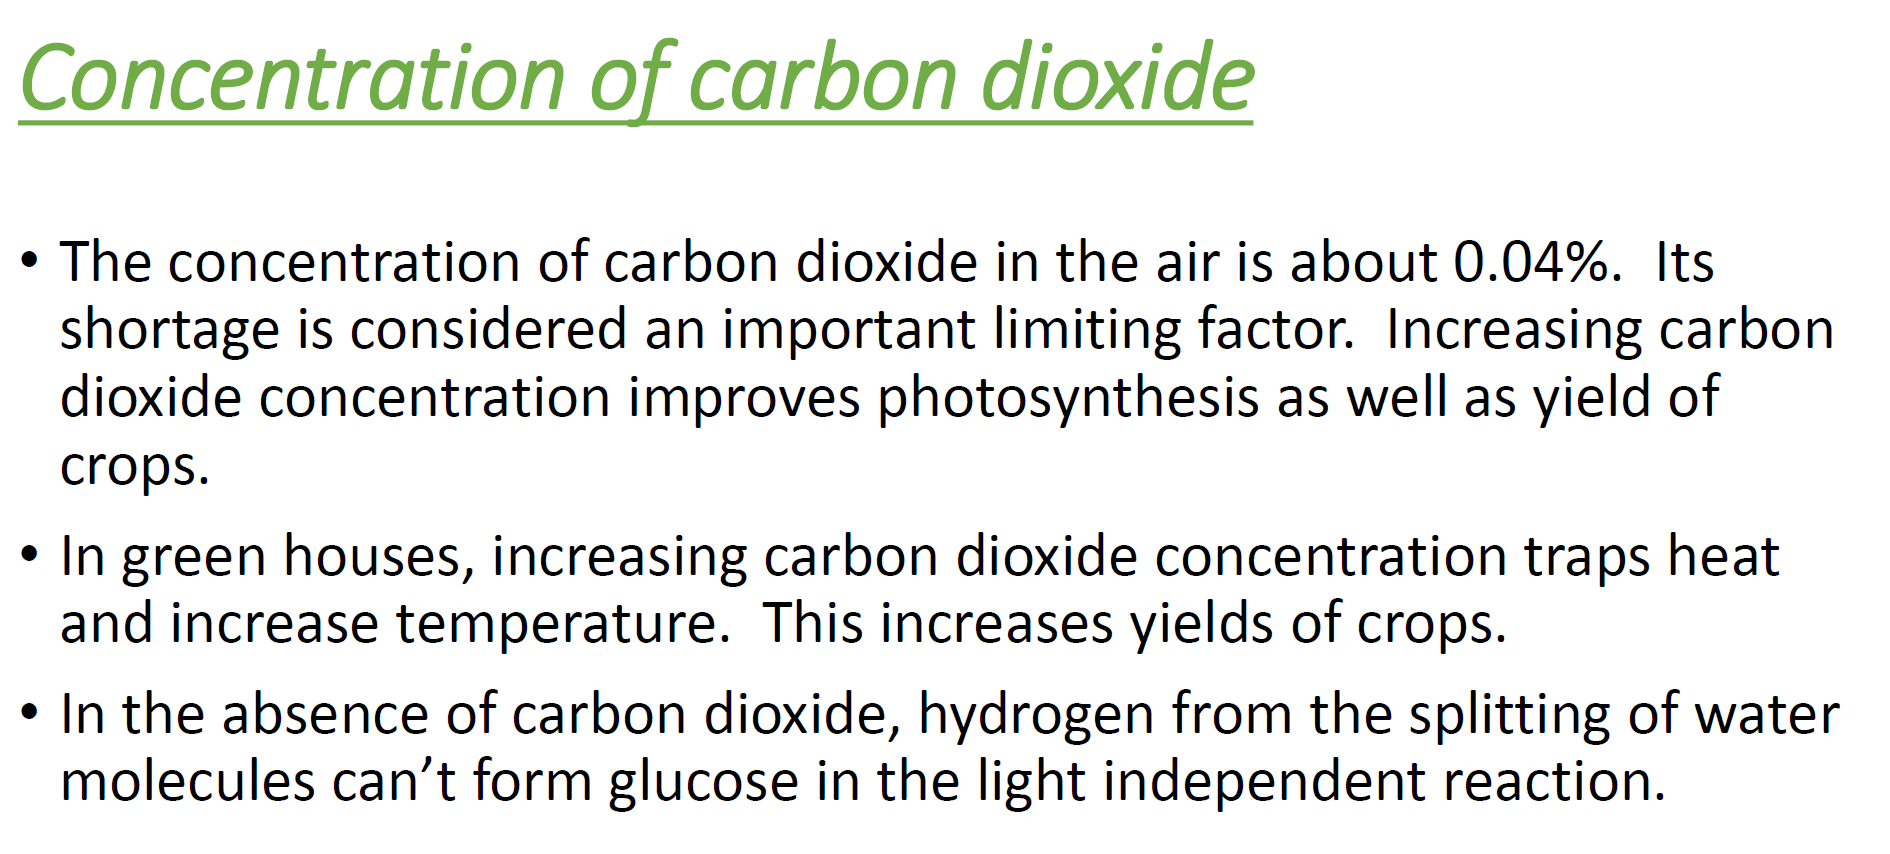 Concentration of carbon dioxide
• The concentration of carbon dioxide in the air is about 0.04%.  Its
shortage is considered an important limiting factor.  Increasing carbon
dioxide concentration improves photosynthesis as well as yield of
crops.
• In green houses, increasing carbon dioxide concentration traps heat
and increase temperature.  This increases yields of crops.
• In the absence of carbon dioxide, hydrogen from the splitting of water
molecules can’t form glucose in the light independent reaction.